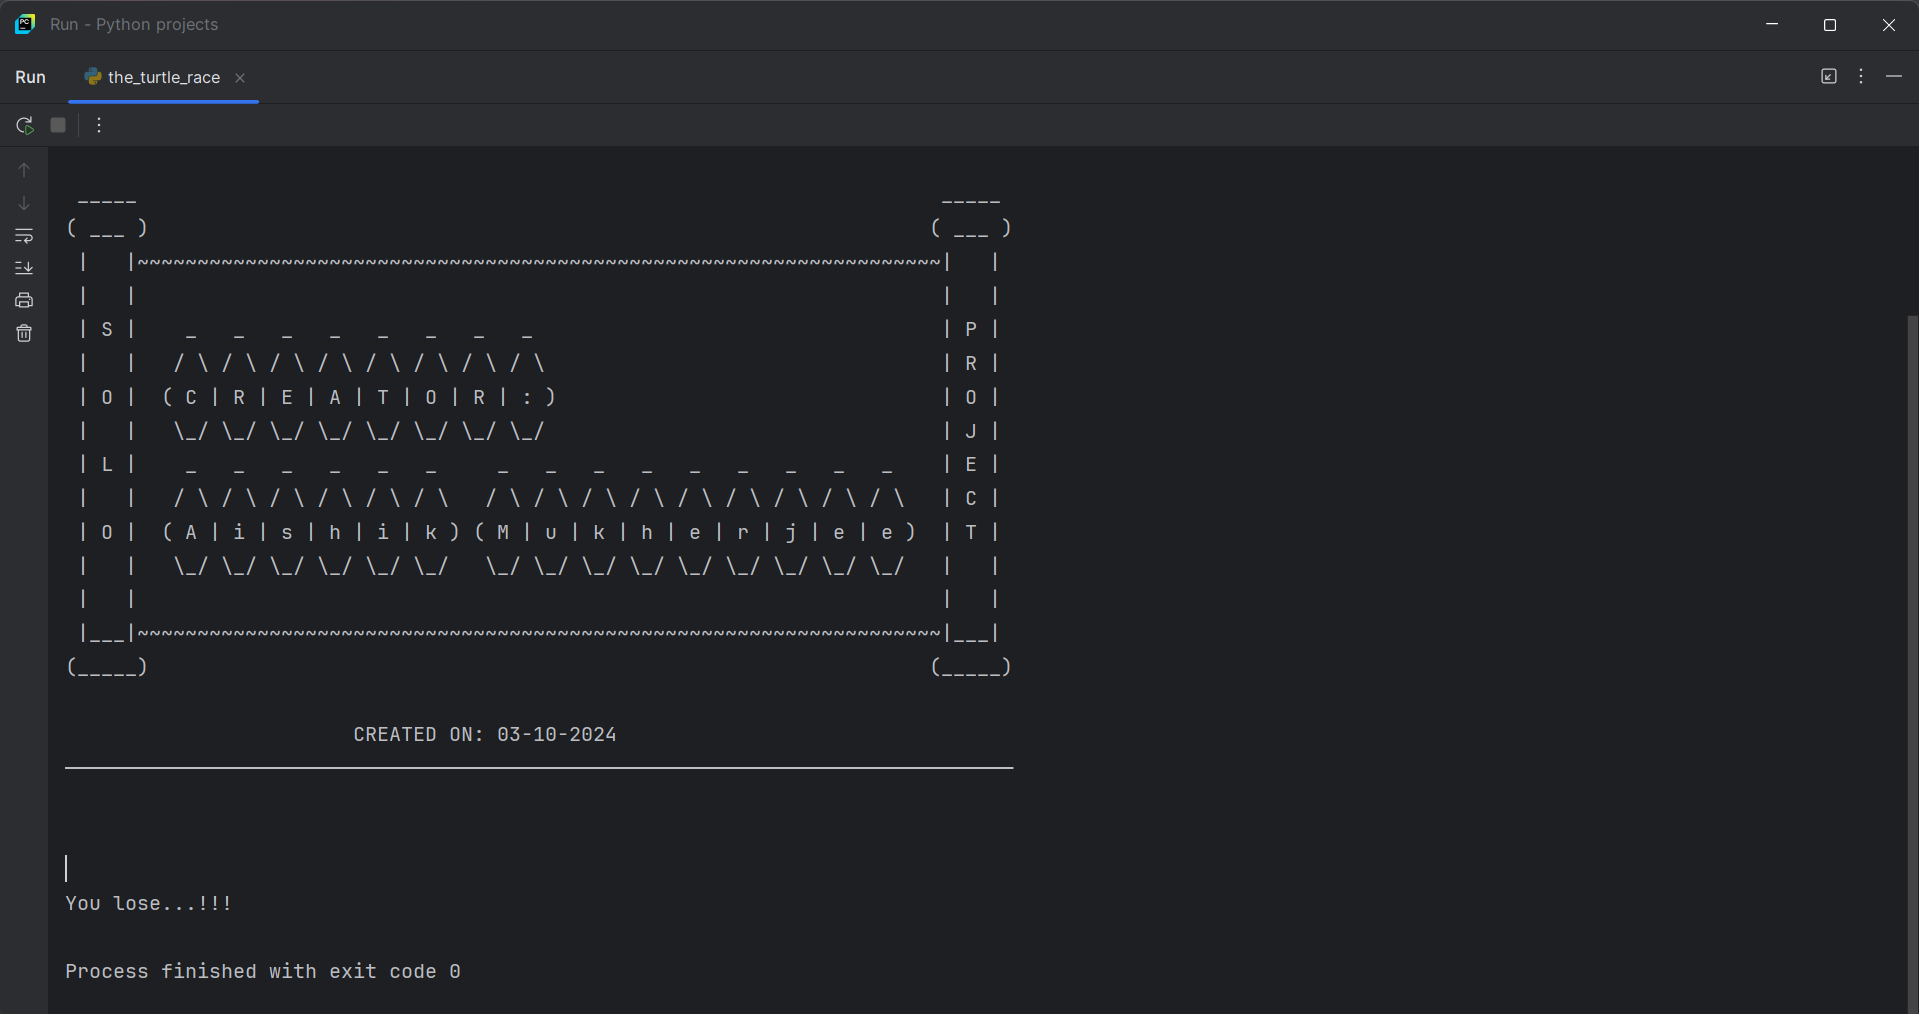 Run - Python projects
Run the_turtle_race
 _____                                                                   _____
( ___ )                                                                 ( ___ )
 |   |~~~~~~~~~~~~~~~~~~~~~~~~~~~~~~~~~~~~~~~~~~~~~~~~~~~~~~~~~~~~~~~~~~~|   |
 |   |                                                                   |   |
 | S |    _   _   _   _   _   _   _   _                                  | P |
 |   |   / \ / \ / \ / \ / \ / \ / \ / \                                 | R |
 | O |  ( C | R | E | A | T | O | R | : )                                | O |
 |   |   \_/ \_/ \_/ \_/ \_/ \_/ \_/ \_/                                 | J |
 | L |    _   _   _   _   _   _     _   _   _   _   _   _   _   _   _    | E |
 |   |   / \ / \ / \ / \ / \ / \   / \ / \ / \ / \ / \ / \ / \ / \ / \   | C |
 | O |  ( A | i | s | h | i | k ) ( M | u | k | h | e | r | j | e | e )  | T |
 |   |   \_/ \_/ \_/ \_/ \_/ \_/   \_/ \_/ \_/ \_/ \_/ \_/ \_/ \_/ \_/   |   |
 |   |                                                                   |   |
 |___|~~~~~~~~~~~~~~~~~~~~~~~~~~~~~~~~~~~~~~~~~~~~~~~~~~~~~~~~~~~~~~~~~~~|___|
(_____)                                                                 (_____)
CREATED ON: 03-10-2024
You lose...!!!
Process finished with exit code 0